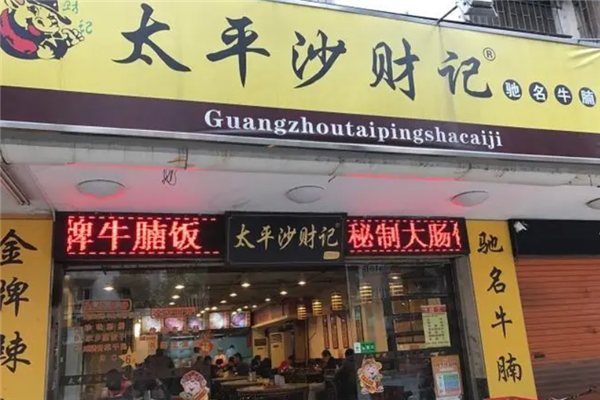 太平沙财记®
驰名牛腩
Guangzhoutaipingshacaiji
牌牛腩饭
太平沙财记
秘制大肠
金牌辣
驰名牛腩